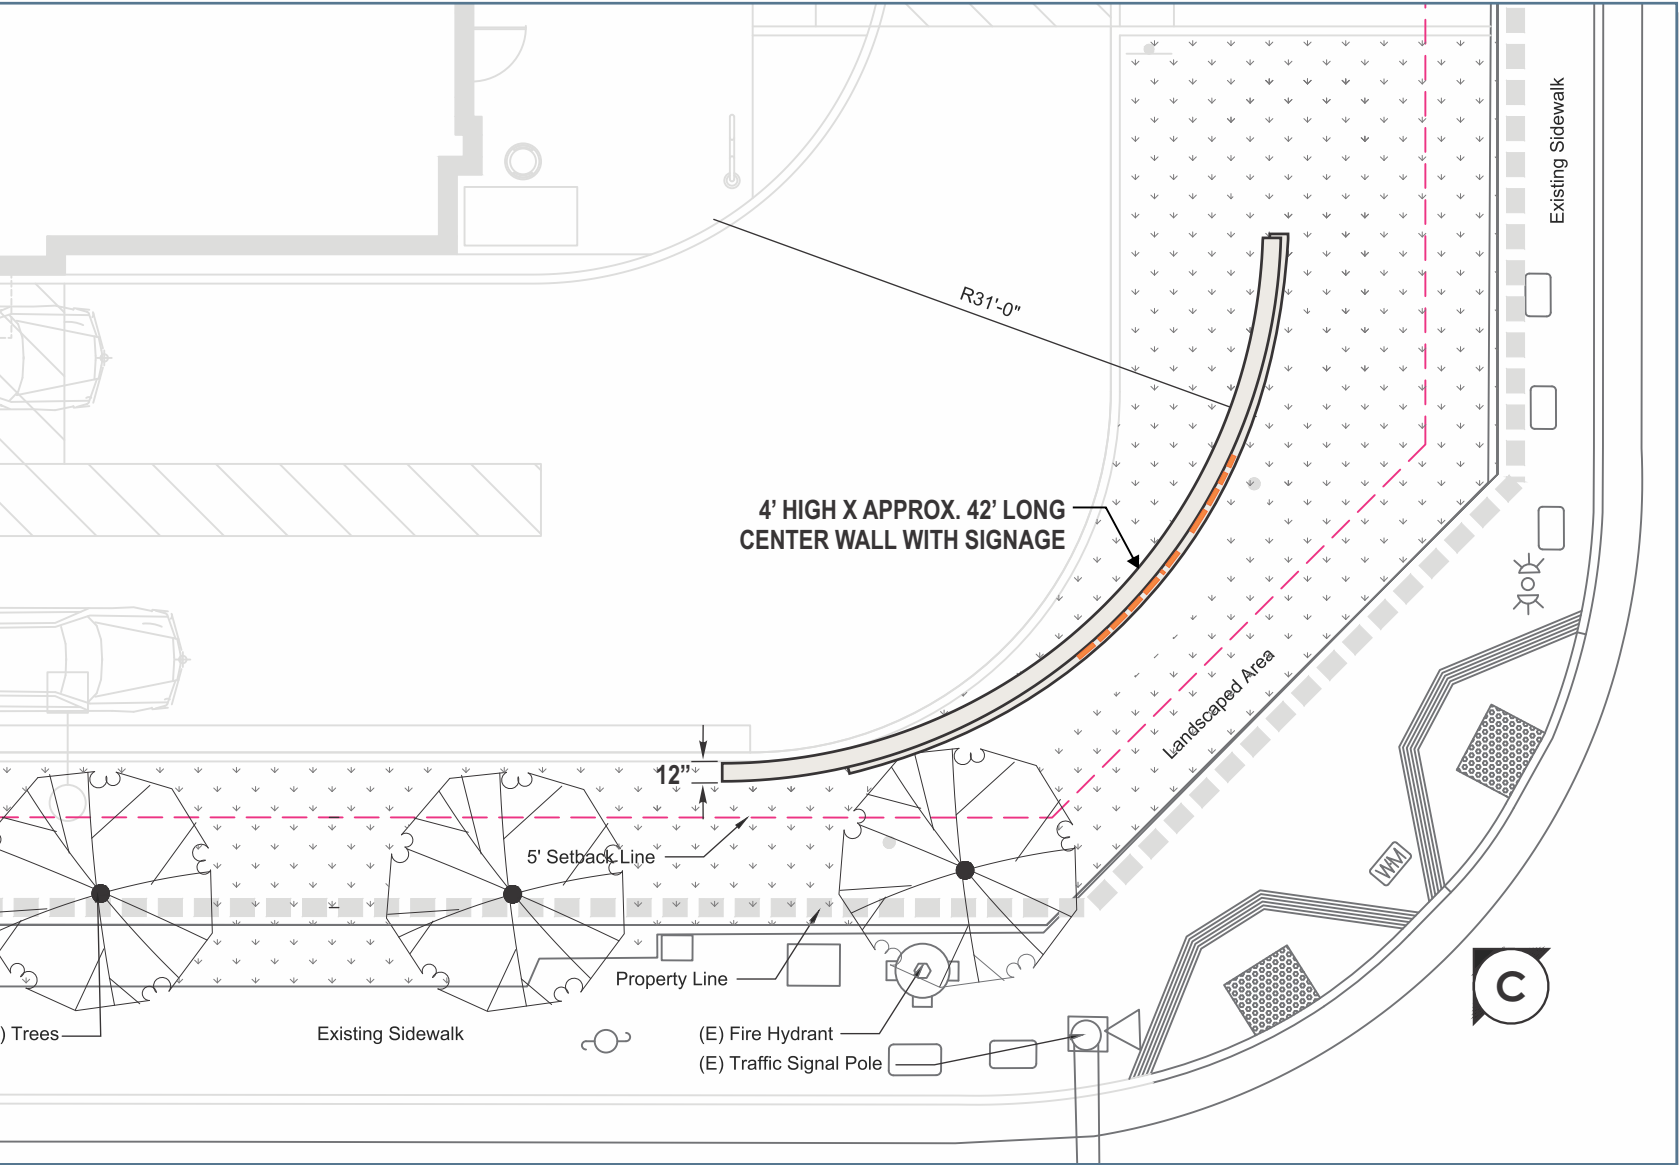 Existing Sidewalk
R31'-0"
4’ HIGH X APPROX. 42’ LONG
CENTER WALL WITH SIGNAGE
Landscaped Area
12”
5' Setback Line
WM
Property Line
C
) Trees
Existing Sidewalk
(E) Fire Hydrant
(E) Traffic Signal Pole